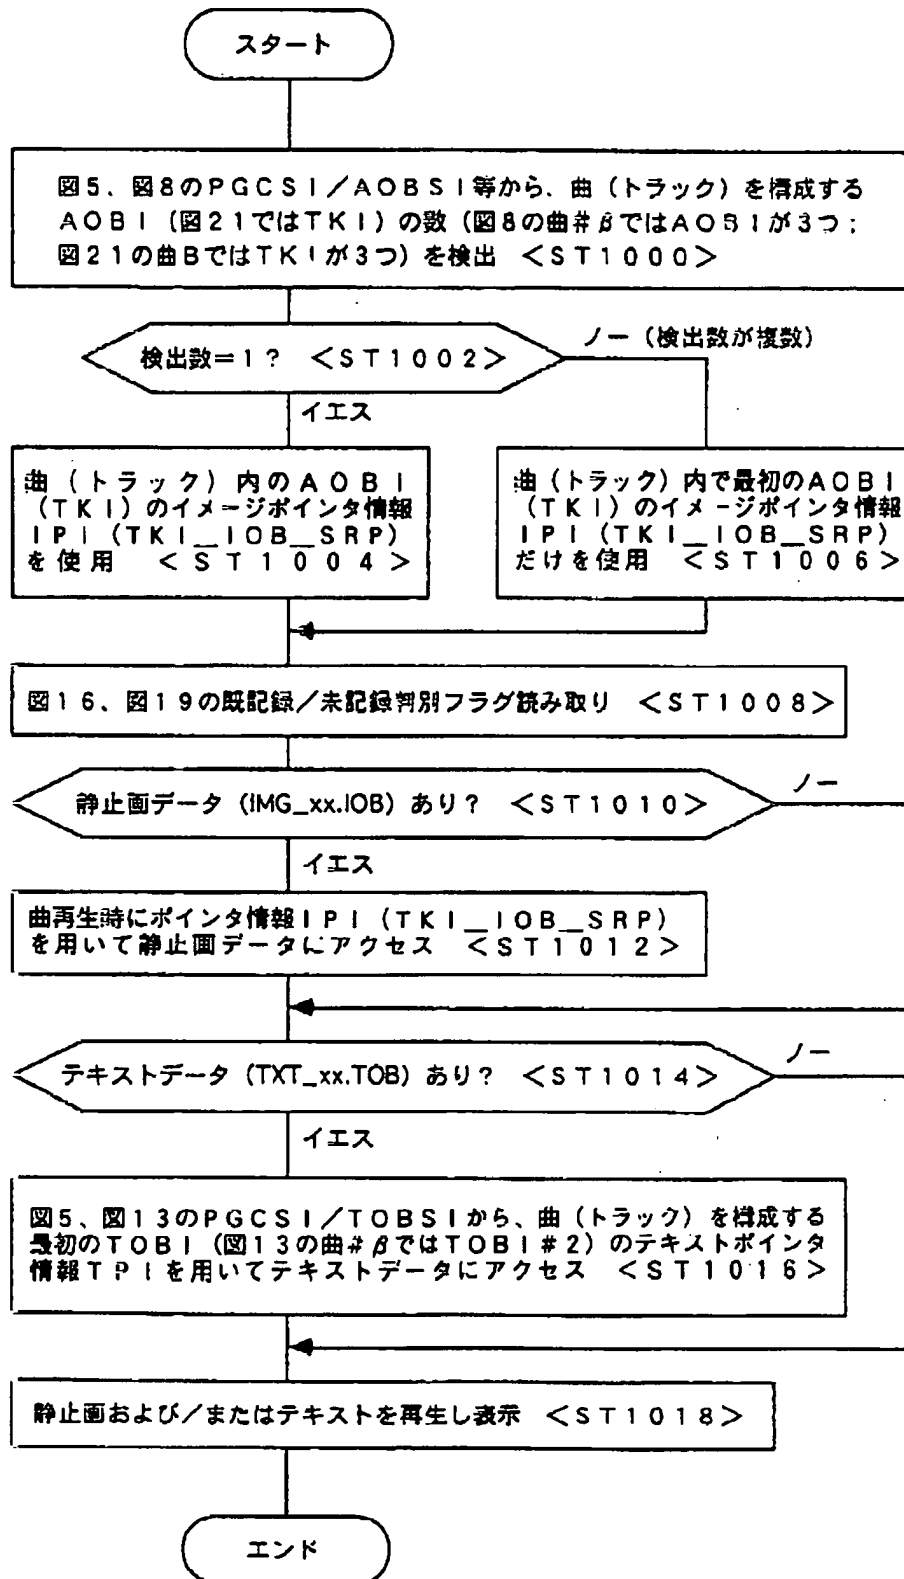 スタート
図5、図8のPGCSI/AOBSI等から、曲(トラック)を構成する
AOBI(図21ではTKI)の数(図8の曲#βではAOBIが3つ;
図21の曲BではTKIが3つ)を検出 <ST1000>
検出数=1? <ST1002>
ノー(検出数が複数)
イエス
曲(トラック)内のAOBI
(TKI)のイメージポインタ情報
IPI(TKI_IOB_SRP)
を使用 <ST1004>
曲(トラック)内で最初のAOBI
(TKI)のイメージポインタ情報
IPI(TKI_IOB_SRP)
だけを使用 <ST1006>
図16、図19の既記録/未記録判別フラグ読み取り <ST1008>
静止画データ(IMG_xx.IOB)あり? <ST1010>
ノー
イエス
曲再生時にポインタ情報IPI(TKI_IOB_SRP)
を用いて静止画データにアクセス <ST1012>
テキストデータ(TXT_xx.TOB)あり? <ST1014>
ノー
イエス
図5、図13のPGCSI/TOBSIから、曲(トラック)を構成する
最初のTOBI(図13の曲#βではTOBI#2)のテキストポインタ
情報TPIを用いてテキストデータにアクセス <ST1016>
静止画および/またはテキストを再生し表示 <ST1018>
エンド